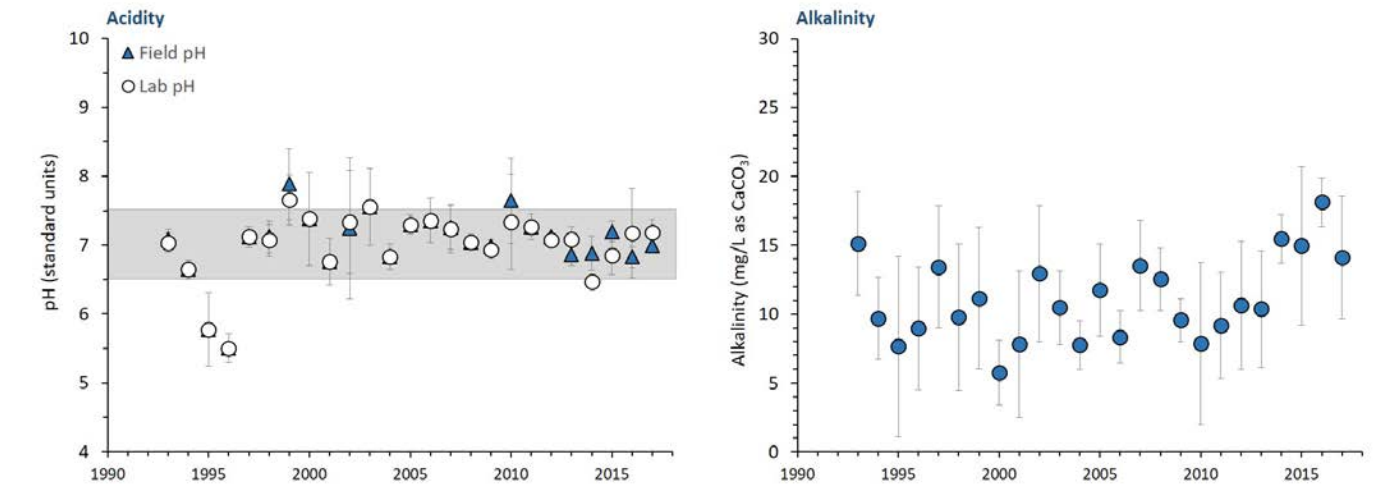 Acidity
10
9
8
7
6
5
4
pH (standard units)
Field pH
Lab pH
1990 1995 2000 2005 2010 2015
Alkalinity
30
25
20
15
10
5
0
Alkalinity (mg/L as CaCO₃)
1990 1995 2000 2005 2010 2015